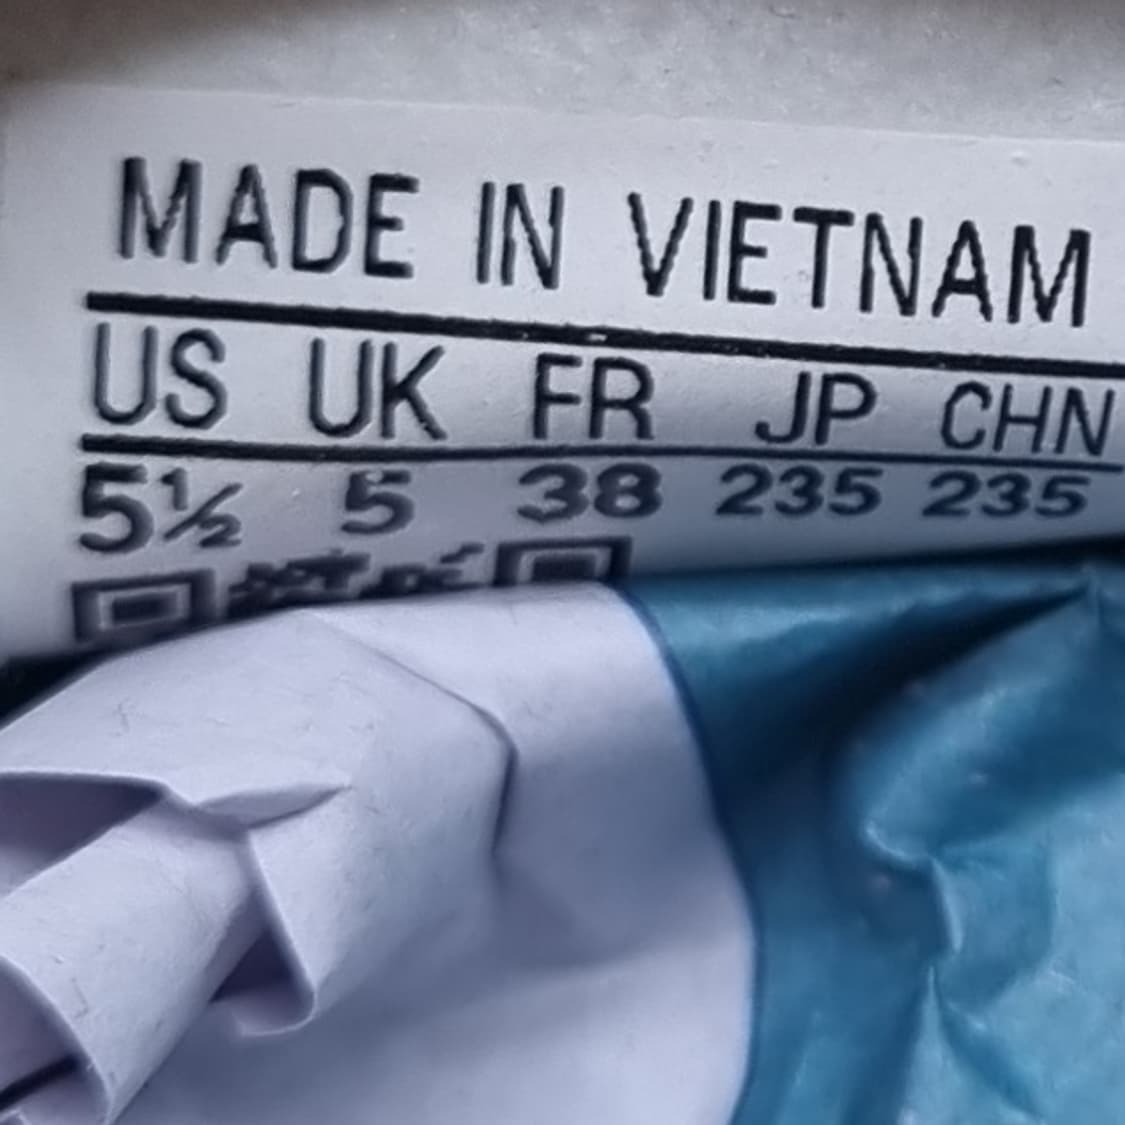 MADE IN VIETNAM
US UK FR JP CHN
5½ 5 38 235 235